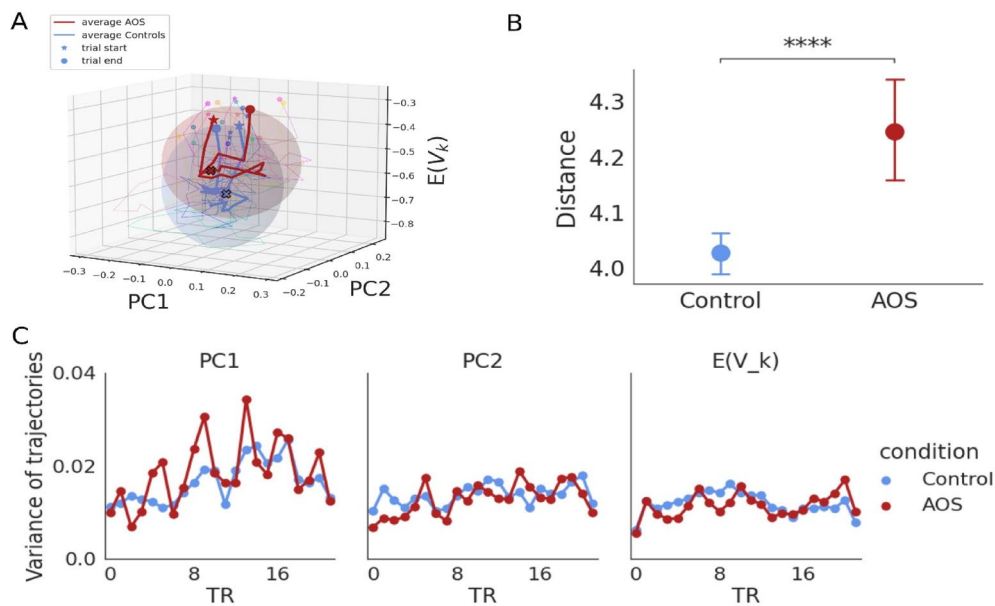 A
average AOS
average Controls
trial start
trial end
−0.3
−0.4
−0.5
−0.6
−0.7
−0.8
E(V_k)
−0.3
−0.2
−0.1
0.0
0.1
0.2
0.3
PC1
−0.2
−0.1
0.0
0.1
0.2
PC2
B
****
4.3
4.2
4.1
4.0
Distance
Control
AOS
C
PC1
PC2
E(V_k)
0.04
0.02
0.0
Variance of trajectories
0
8
16
TR
0
8
16
TR
0
8
16
TR
condition
Control
AOS